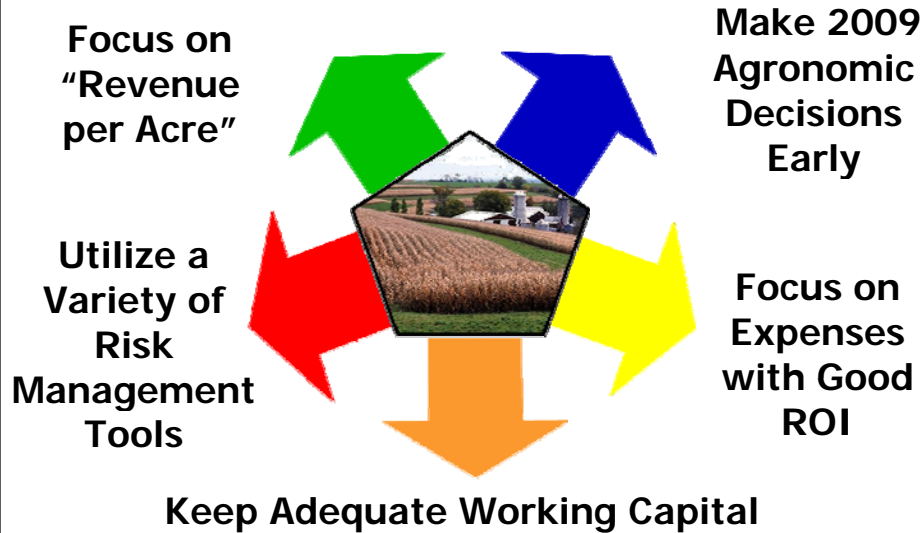 Focus on
“Revenue
per Acre”
Make 2009
Agronomic
Decisions
Early
Utilize a
Variety of
Risk
Management
Tools
Focus on
Expenses
with Good
ROI
Keep Adequate Working Capital